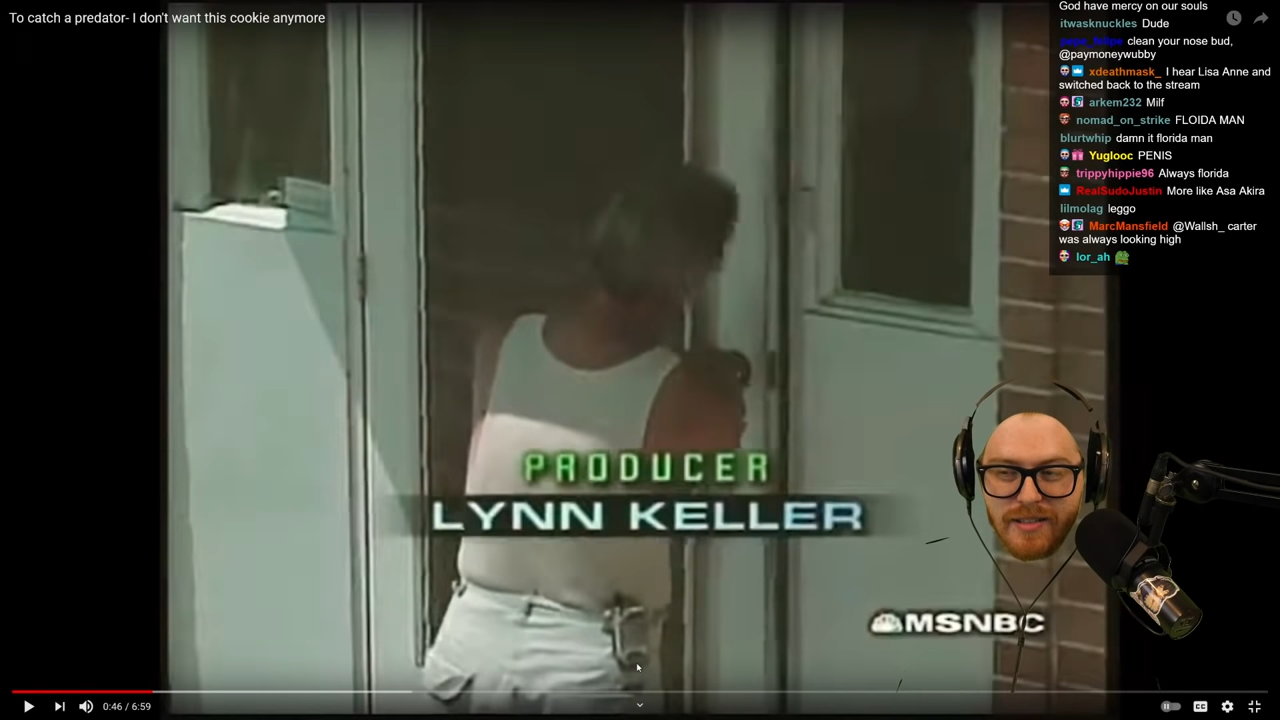 To catch a predator- I don't want this cookie anymore
God have mercy on our souls
itwasknuckles Dude
clean your nose bud,
@paymoneywubby
xdeathmask_ I hear Lisa Anne and
switched back to the stream
arkem232 Milf
nomad_on_strike FLOIDA MAN
blurtwhip damn it florida man
Yuglooc PENIS
trippyhippie96 Always florida
RealSudoJustin More like Asa Akira
lilmolag leggo
MarcMansfield @Wallsh_ carter
was always looking high
lor_ah
PRODUCER
LYNN KELLER
MSNBC
0:46 / 6:59
CC